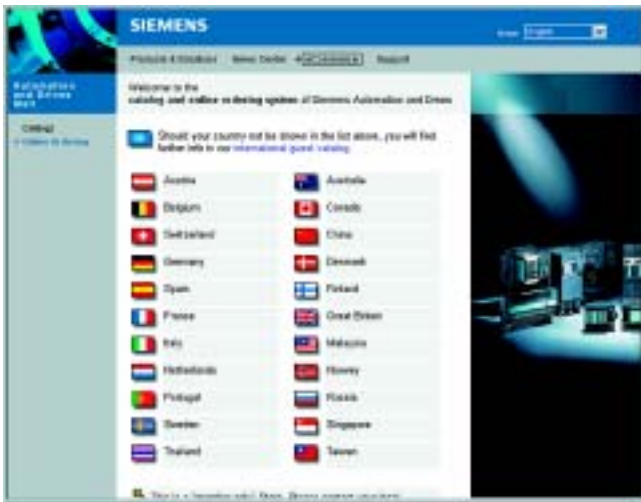 SIEMENS
English
Products & Solutions News Center Support
Automation
and Drives
Mall
Catalog
Welcome to the
catalog and online ordering system of Siemens Automation and Drives
Should your country not be shown in the list above, you will find
further info in our international guest catalog.
Austria Australia
Belgium Canada
Switzerland China
Germany Denmark
Spain Finland
France Great Britain
Italy Malaysia
Netherlands Norway
Portugal Russia
Sweden Singapore
Thailand Taiwan